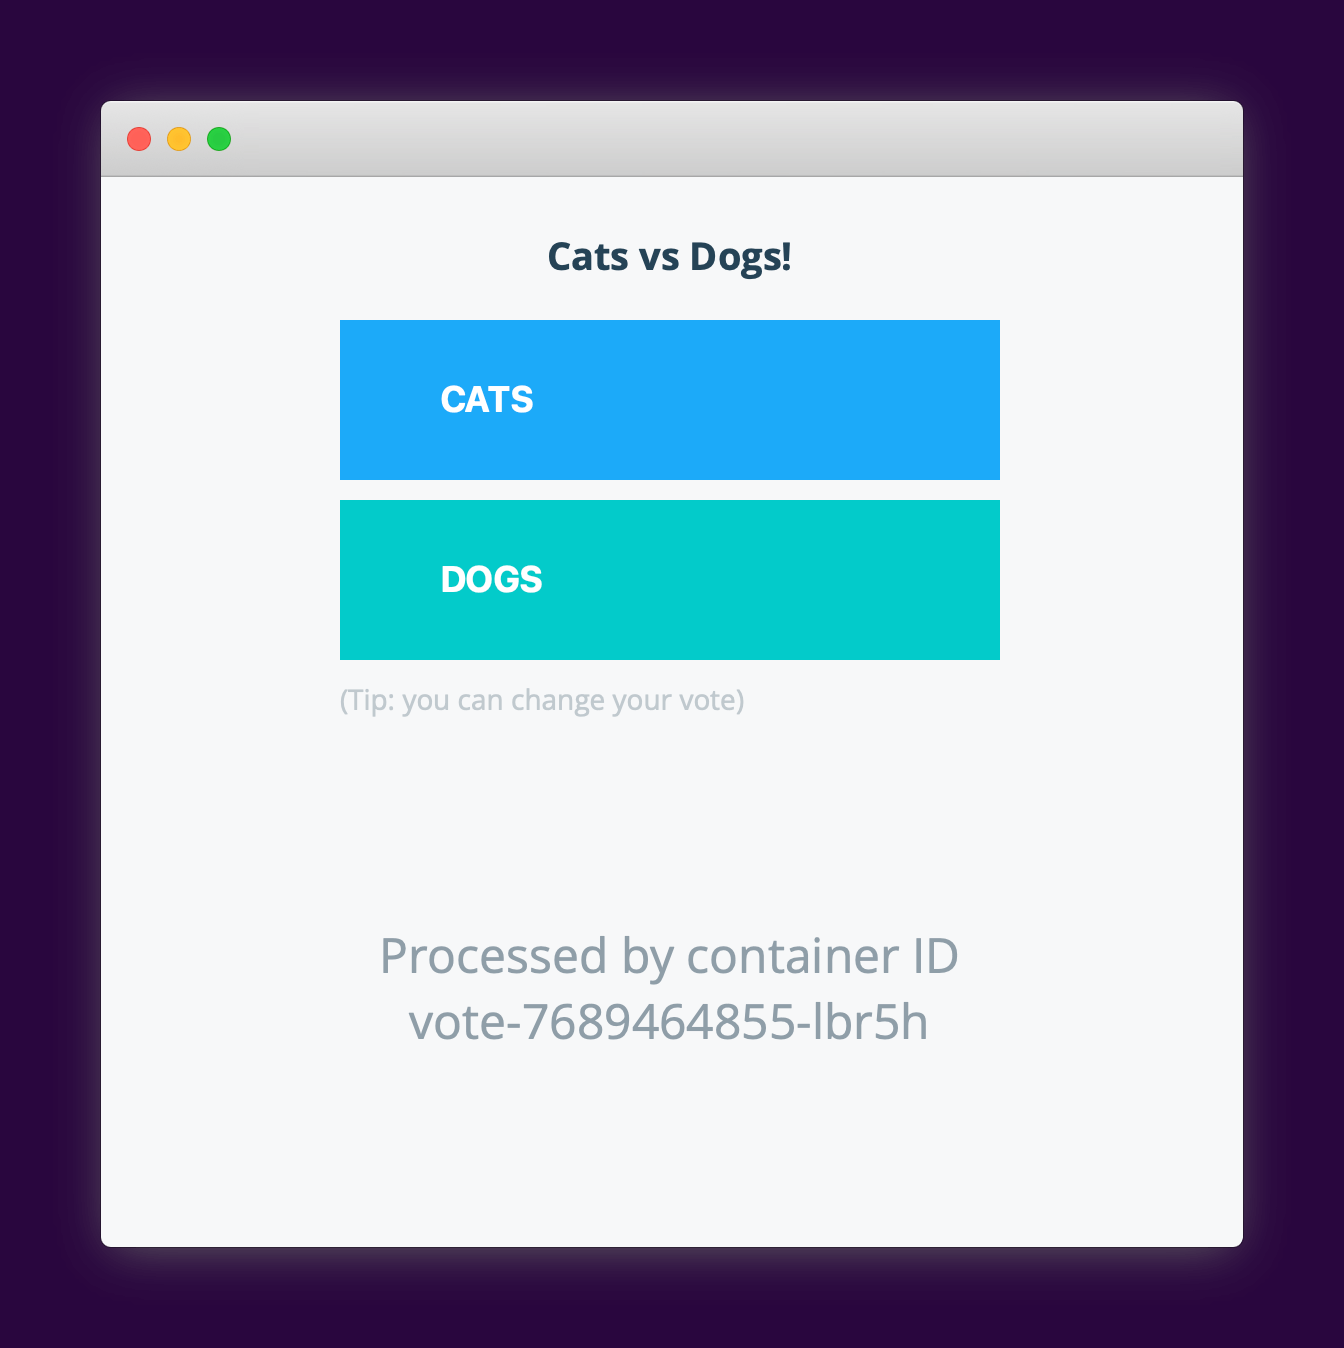 Cats vs Dogs!
CATS
DOGS
(Tip: you can change your vote)
Processed by container ID
vote-7689464855-lbr5h